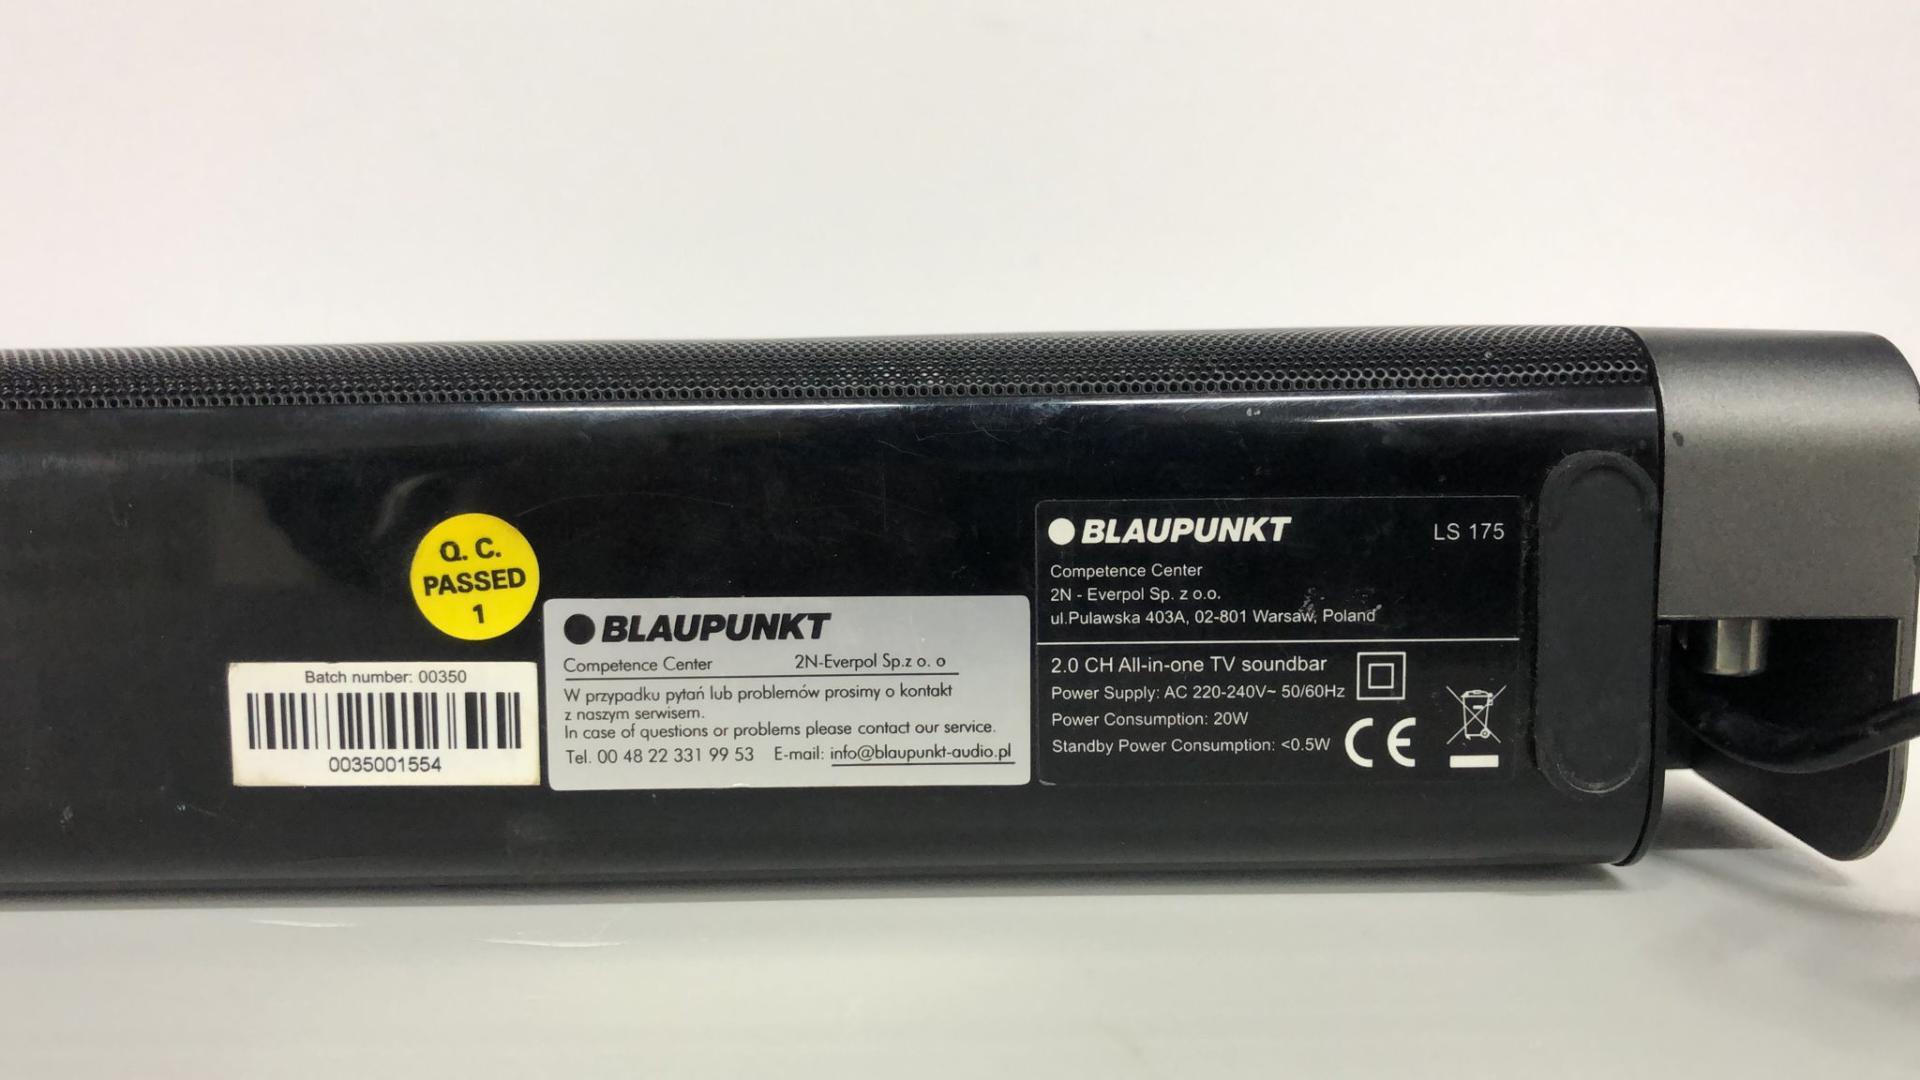 Q. C.
PASSED
1
Batch number: 00350
0035001554
BLAUPUNKT
Competence Center 2N-Everpol Sp.z o. o
W przypadku pytań lub problemów prosimy o kontakt
z naszym serwisem.
In case of questions or problems please contact our service.
Tel. 00 48 22 331 99 53 E-mail: info@blaupunkt-audio.pl
BLAUPUNKT LS 175
Competence Center
2N - Everpol Sp. z o.o.
ul.Pulawska 403A, 02-801 Warsaw, Poland
2.0 CH All-in-one TV soundbar
Power Supply: AC 220-240V~ 50/60Hz
Power Consumption: 20W
Standby Power Consumption: <0.5W
CE